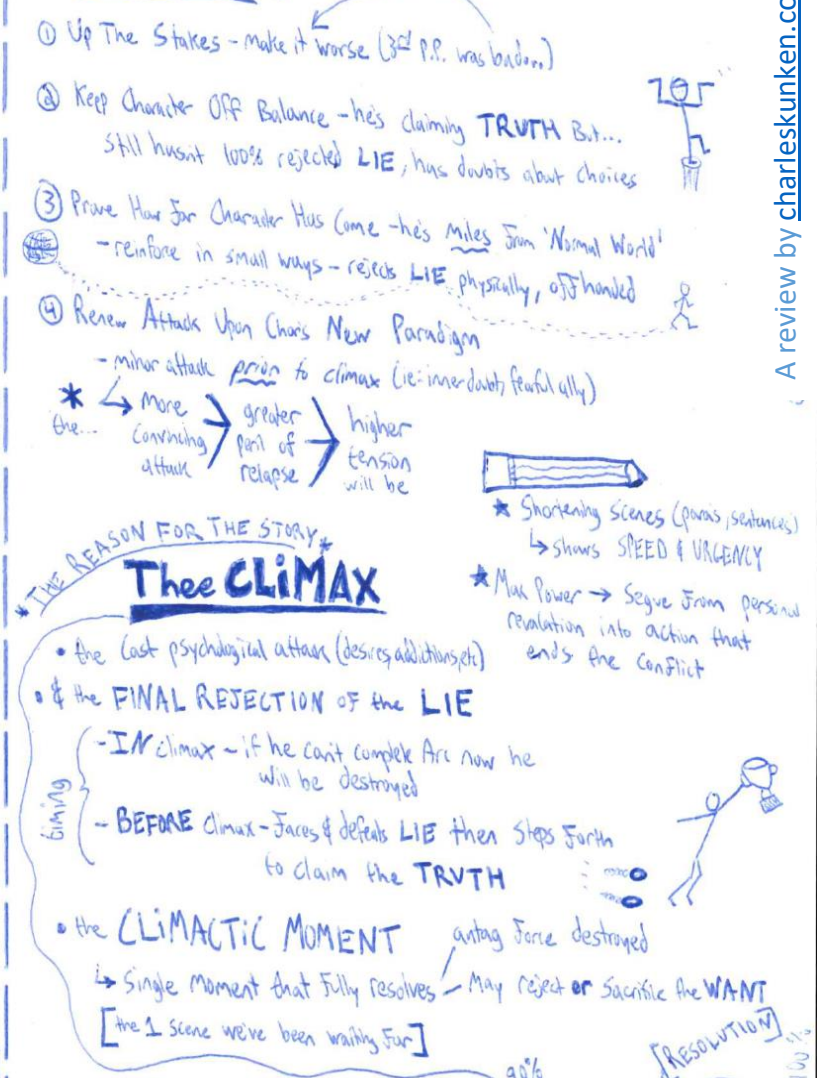 ① Up The Stakes - make it worse (3rd P.P. was bad...)
② Keep Character Off Balance - he's claiming TRUTH But...
Still hasn't 100% rejected LIE, has doubts about choices
③ Prove How Far Character Has Come - he's Miles From 'Normal World'
- reinforce in small ways - rejects LIE physically, off handed
④ Renew Attack Upon Char's New Paradigm
- minor attack prior to climax (ie: inner doubt, fearful ally)
* the...
↳ More convincing attack > greater peril of relapse > higher tension will be
★ Shortening Scenes (para's, sentances)
↳ Shows SPEED & URGENCY
★ Max Power → Segue From personal
revalation into action that
ends the conflict
* THE REASON FOR THE STORY *
Thee CLiMAX
• the Last psychological attack (desires, addictions, etc)
• & the FINAL REJECTION OF the LIE
timing
- IN climax - if he can't complete Arc now he
will be destroyed
- BEFORE climax - Faces & defeats LIE then Steps Forth
to claim the TRUTH
• the CLiMACTiC MOMENT
↳ Single Moment that Fully resolves
antag Force destroyed
May reject or Sacrifice the WANT
[the 1 Scene we've been waiting For]
90%
[RESOLUTION]
100%
A review by charleskunken.co